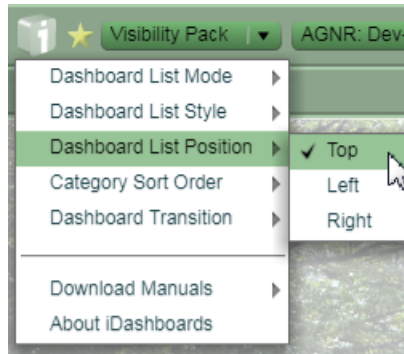 1
Visibility Pack
AGNR: Dev-
Dashboard List Mode
Dashboard List Style
Dashboard List Position
Top
Category Sort Order
Left
Dashboard Transition
Right
Download Manuals
About iDashboards